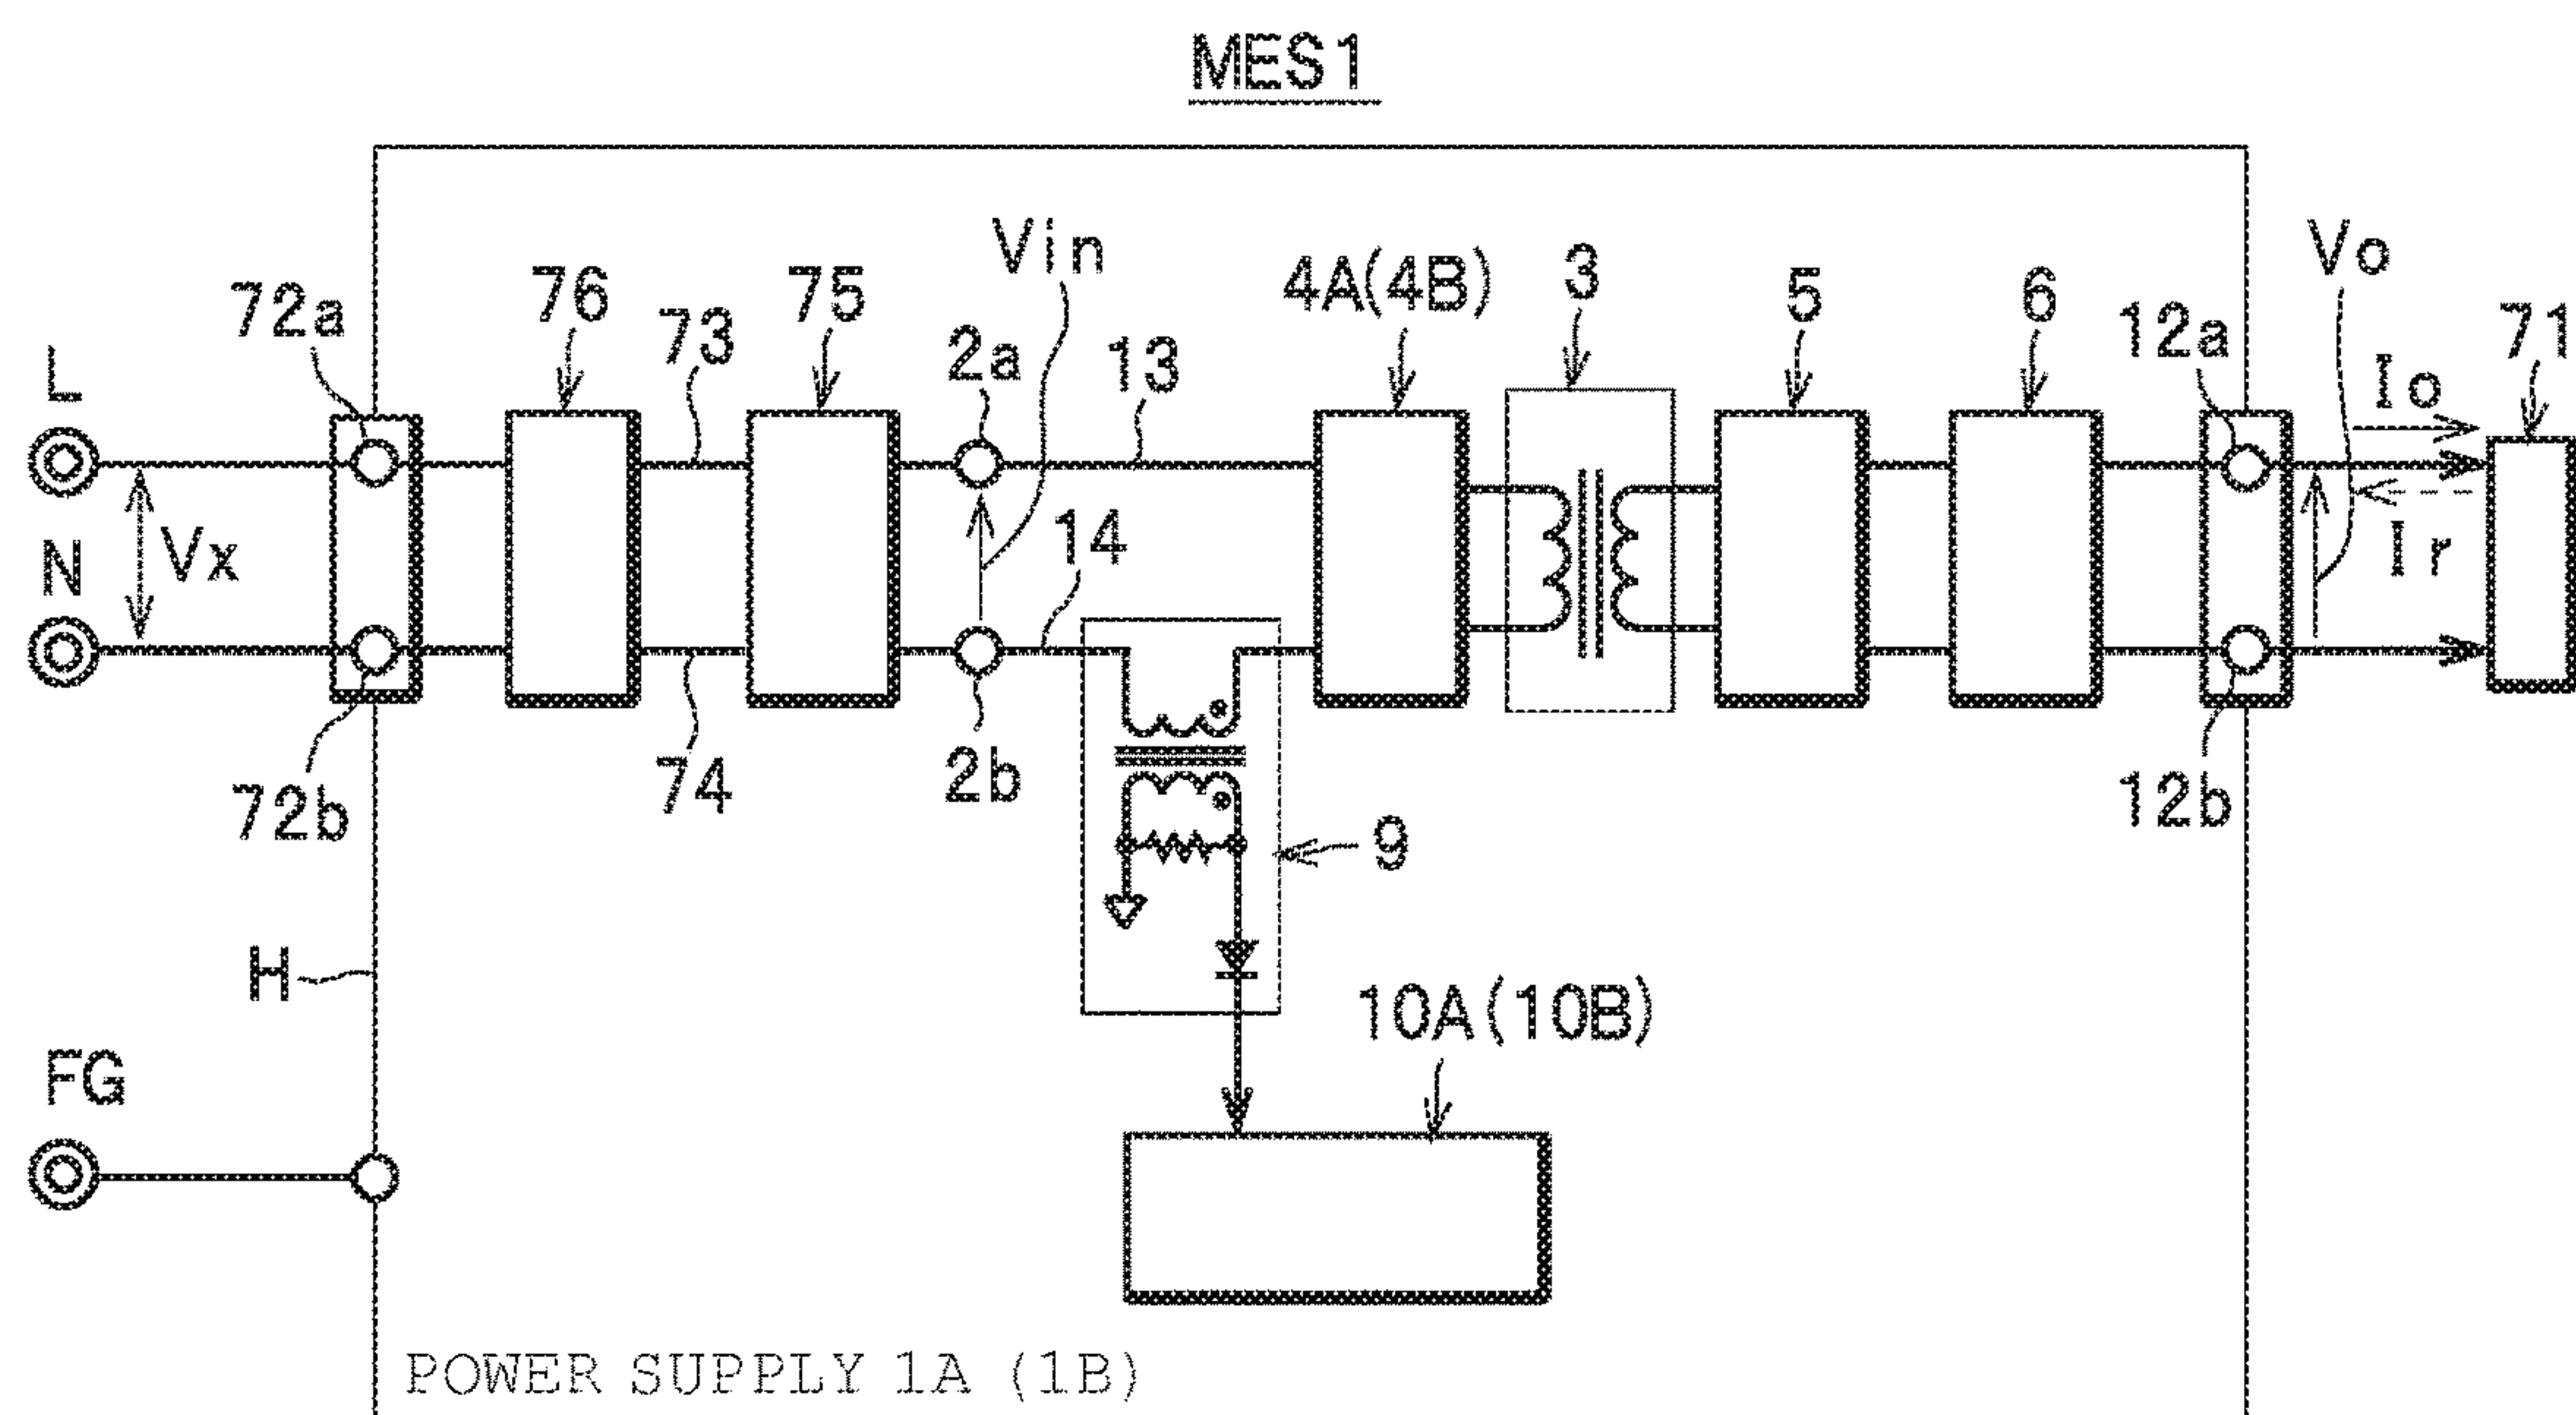 MES1
Vin
Vo
72a
76
73
75
2a
13
4A(4B)
3
5
6
12a
71
L
Io
N
Vx
14
Ir
72b
74
2b
12b
9
H
10A(10B)
FG
POWER SUPPLY 1A (1B)